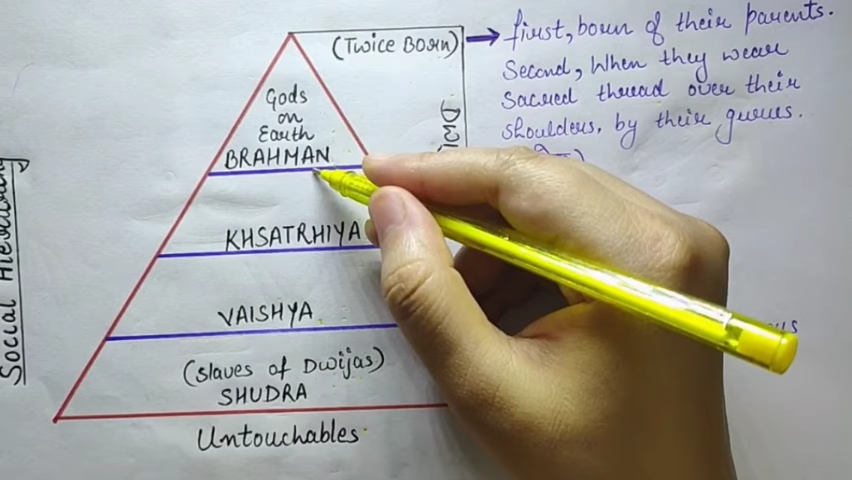 (Twice Born)
first, born of their parents.
Second, When they wear
sacred thread over their
shoulders, by their gurus.
Gods
on
Earth
BRAHMAN
KHSATRHIYA
VAISHYA
(Slaves of Dwijas)
SHUDRA
Untouchables
Social Hierarchy